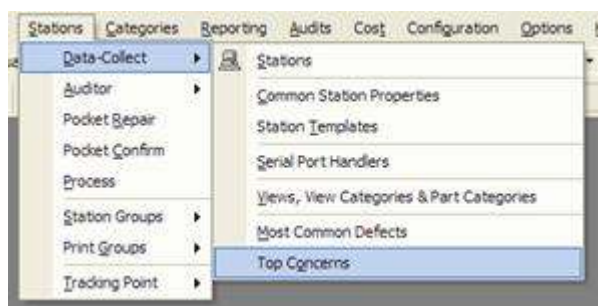 Stations Categories Reporting Audits Cost Configuration Options
Data-Collect
Auditor
Pocket Repair
Pocket Confirm
Process
Station Groups
Print Groups
Tracking Point
Stations
Common Station Properties
Station Templates
Serial Port Handlers
Views, View Categories & Part Categories
Most Common Defects
Top Concerns